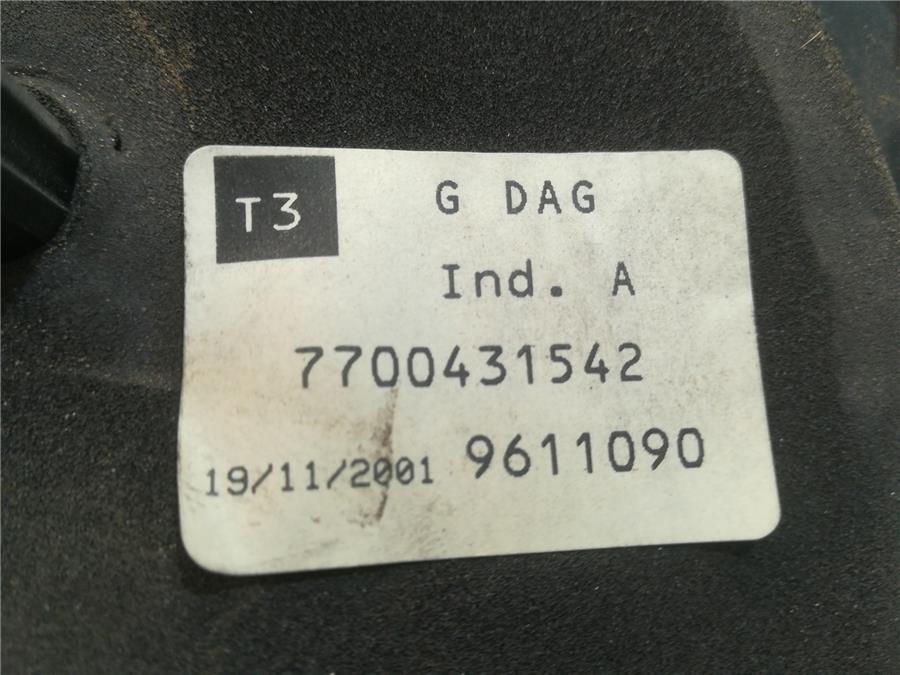 T3 G DAG
Ind. A
7700431542
19/11/2001 9611090